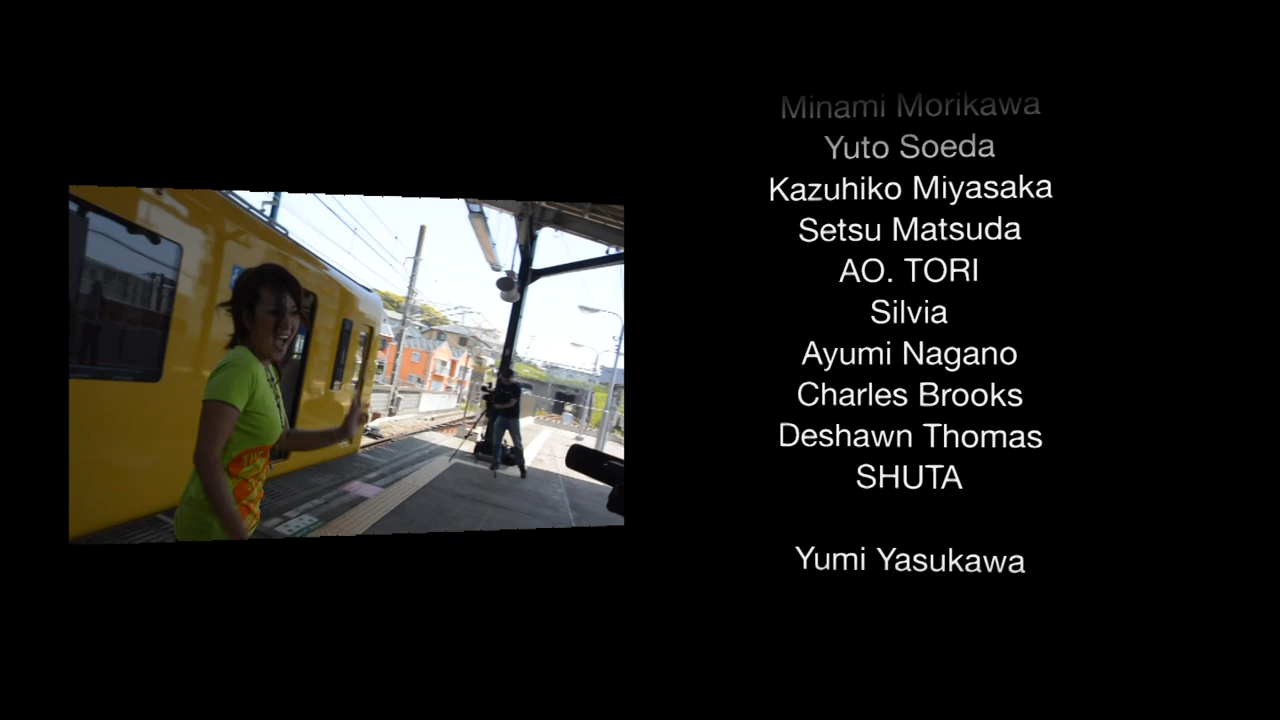 Minami Morikawa
Yuto Soeda
Kazuhiko Miyasaka
Setsu Matsuda
AO. TORI
Silvia
Ayumi Nagano
Charles Brooks
Deshawn Thomas
SHUTA
Yumi Yasukawa